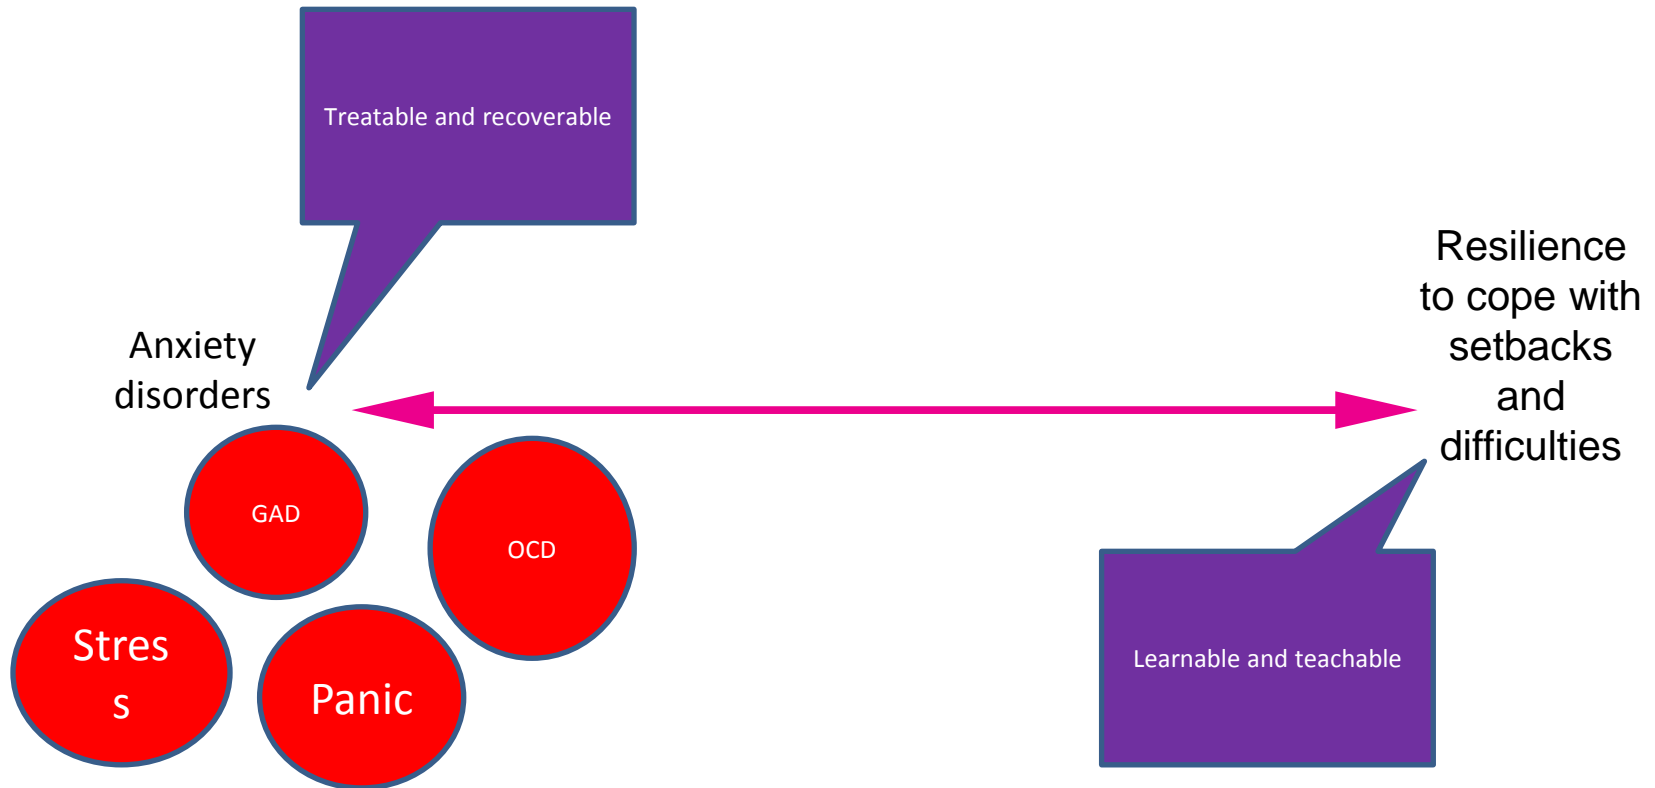 Treatable and recoverable
Anxiety
disorders
Resilience
to cope with
setbacks
and
difficulties
GAD
OCD
Stres
s
Panic
Learnable and teachable